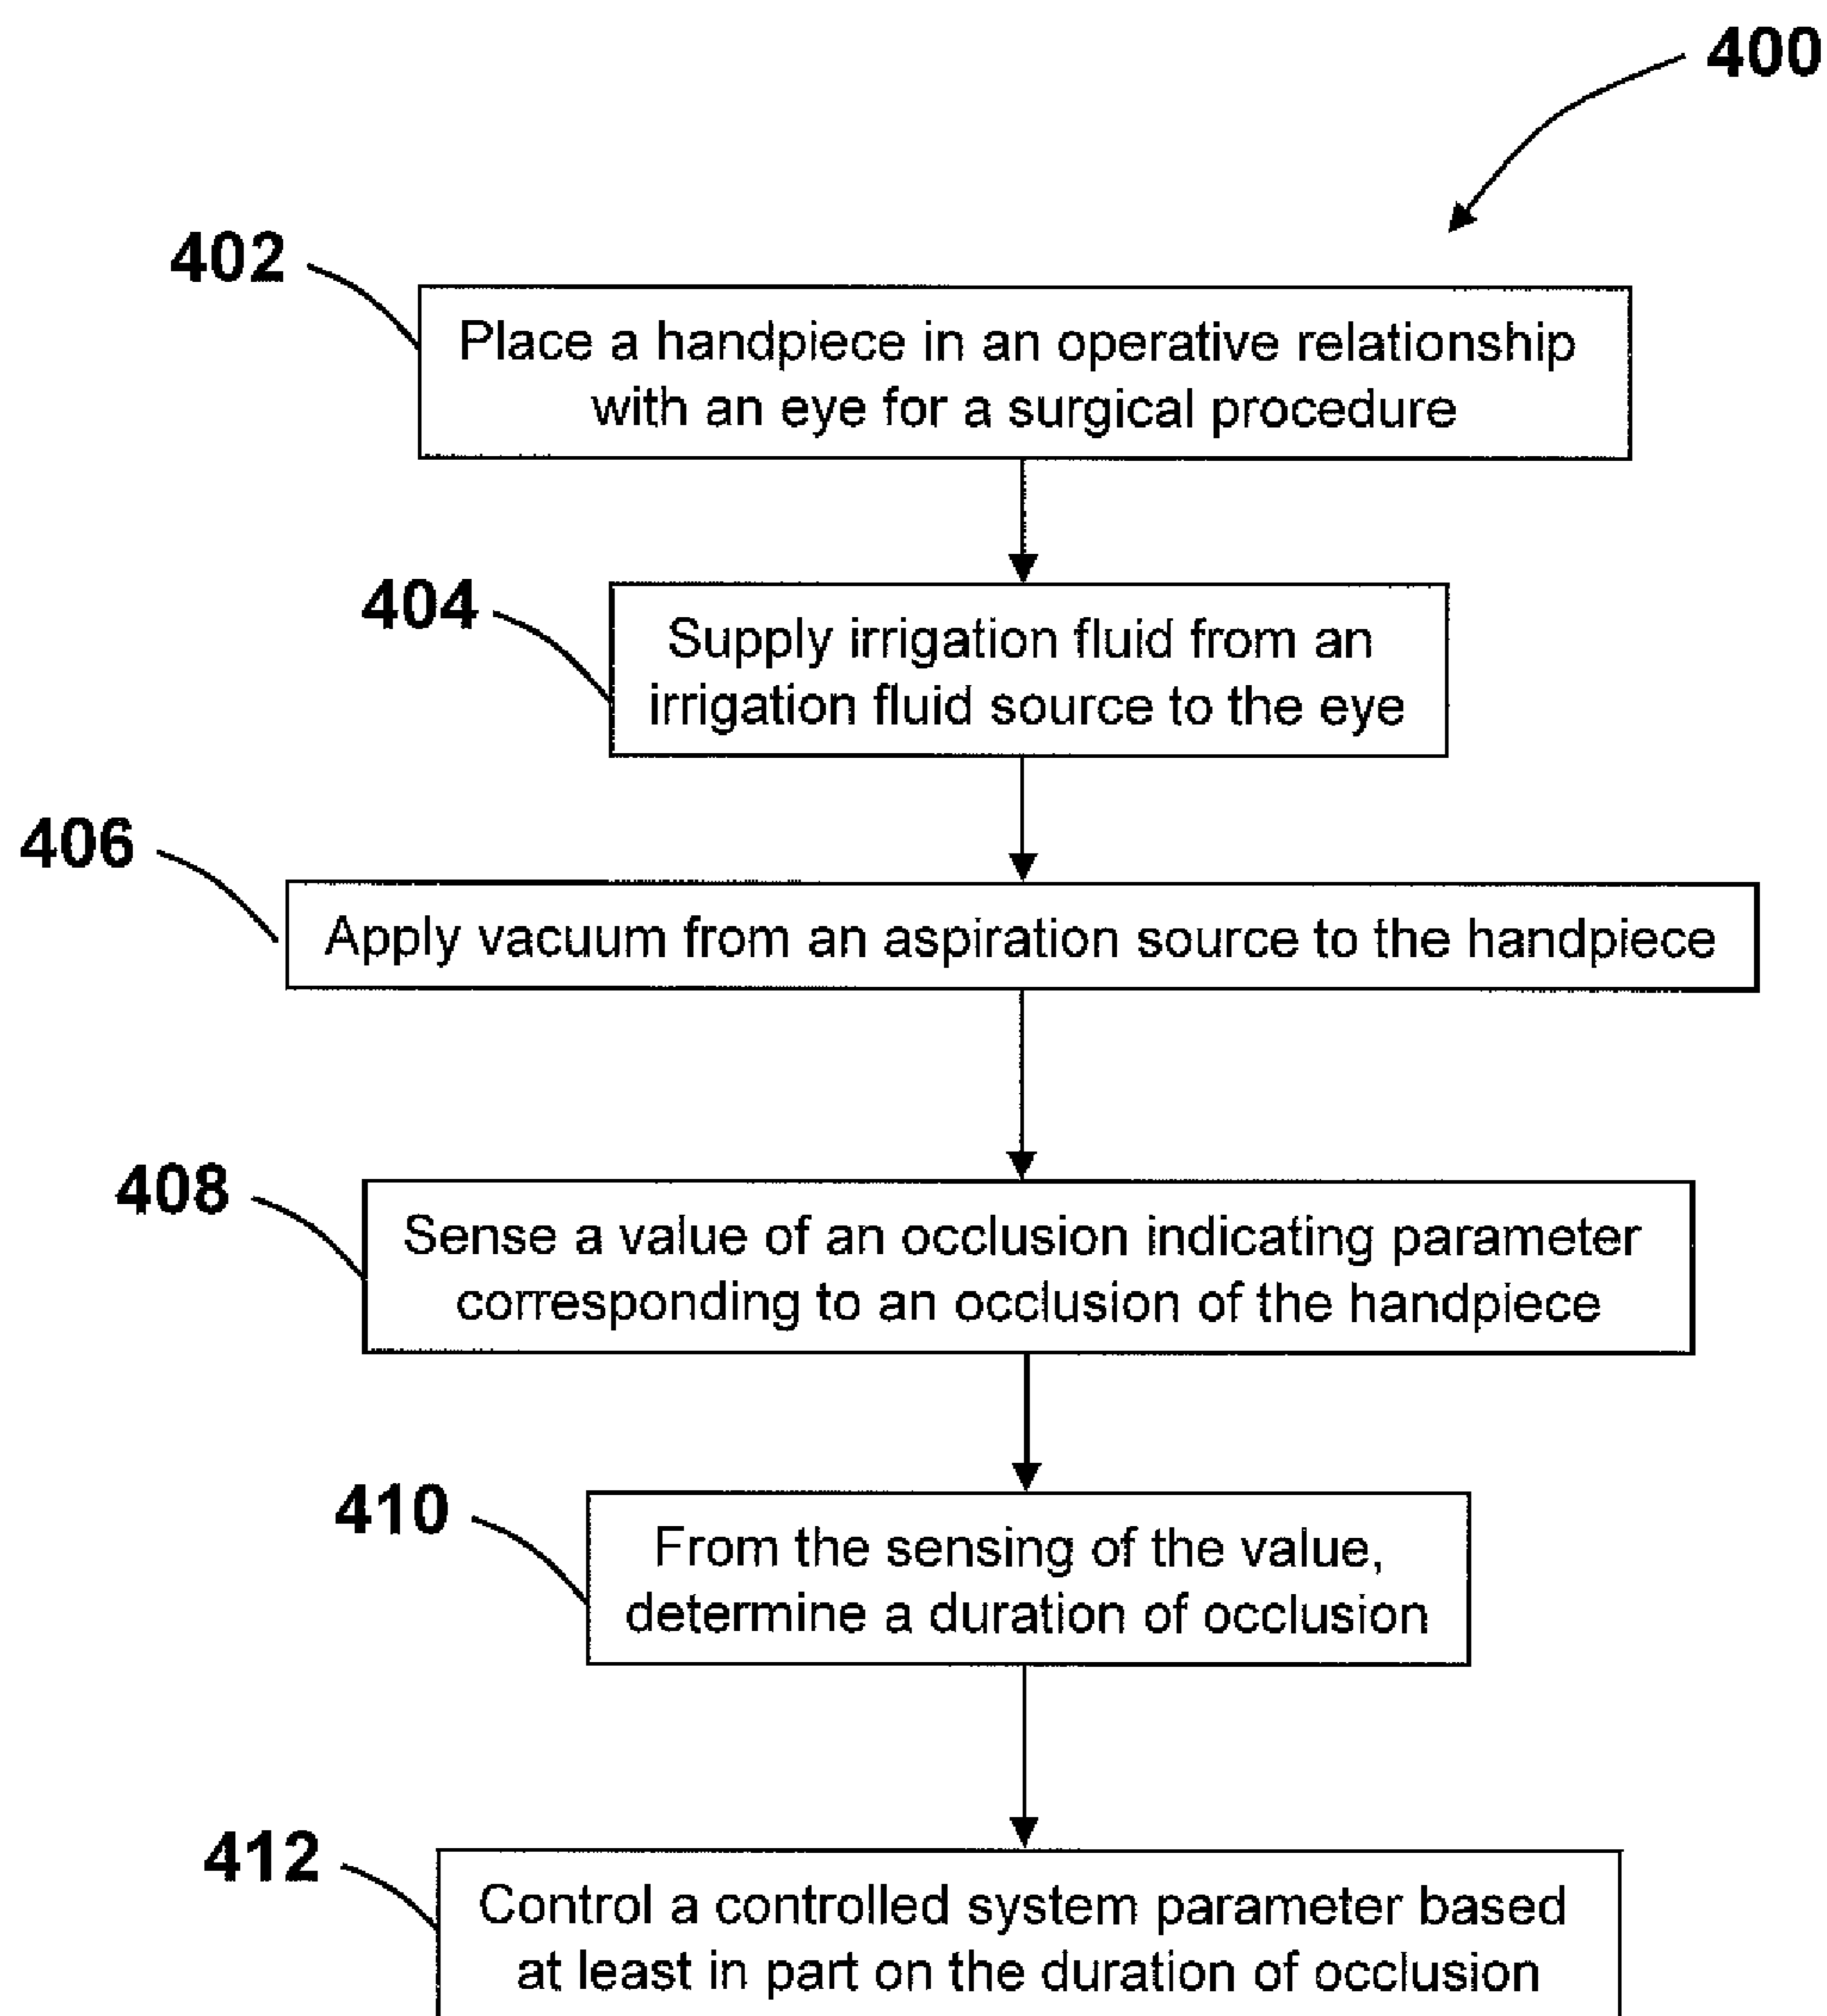 400
402
Place a handpiece in an operative relationship
with an eye for a surgical procedure
404
Supply irrigation fluid from an
irrigation fluid source to the eye
406
Apply vacuum from an aspiration source to the handpiece
408
Sense a value of an occlusion indicating parameter
corresponding to an occlusion of the handpiece
410
From the sensing of the value,
determine a duration of occlusion
412
Control a controlled system parameter based
at least in part on the duration of occlusion